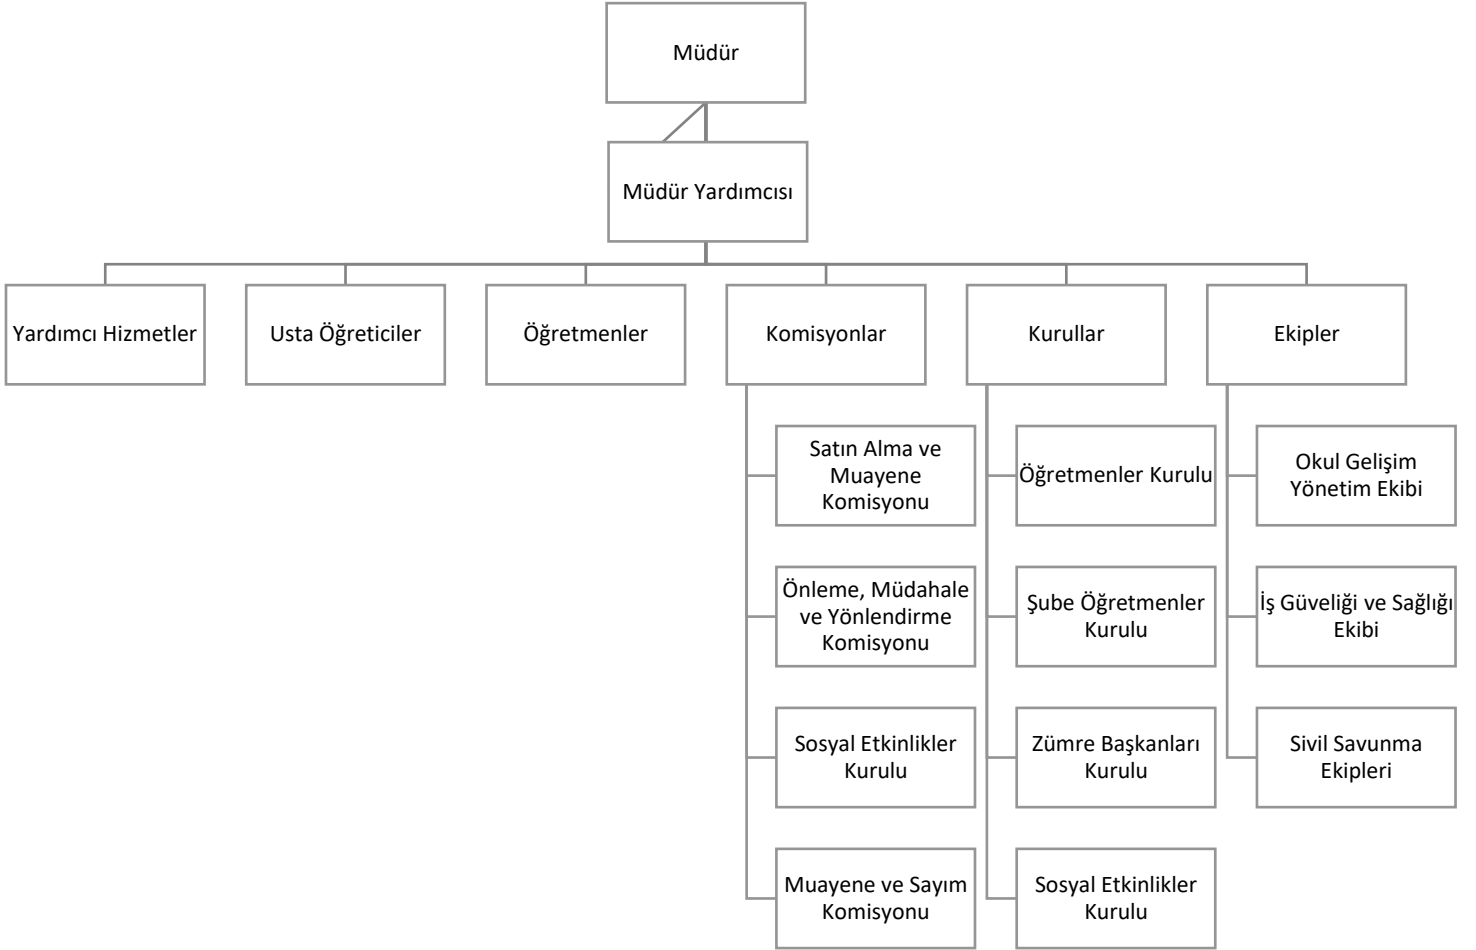 Müdür
Müdür Yardımcısı
Yardımcı Hizmetler
Usta Öğreticiler
Öğretmenler
Komisyonlar
Kurullar
Ekipler
Satın Alma ve
Muayene
Komisyonu
Önleme, Müdahale
ve Yönlendirme
Komisyonu
Sosyal Etkinlikler
Kurulu
Muayene ve Sayım
Komisyonu
Öğretmenler Kurulu
Şube Öğretmenler
Kurulu
Zümre Başkanları
Kurulu
Sosyal Etkinlikler
Kurulu
Okul Gelişim
Yönetim Ekibi
İş Güveliği ve Sağlığı
Ekibi
Sivil Savunma
Ekipleri